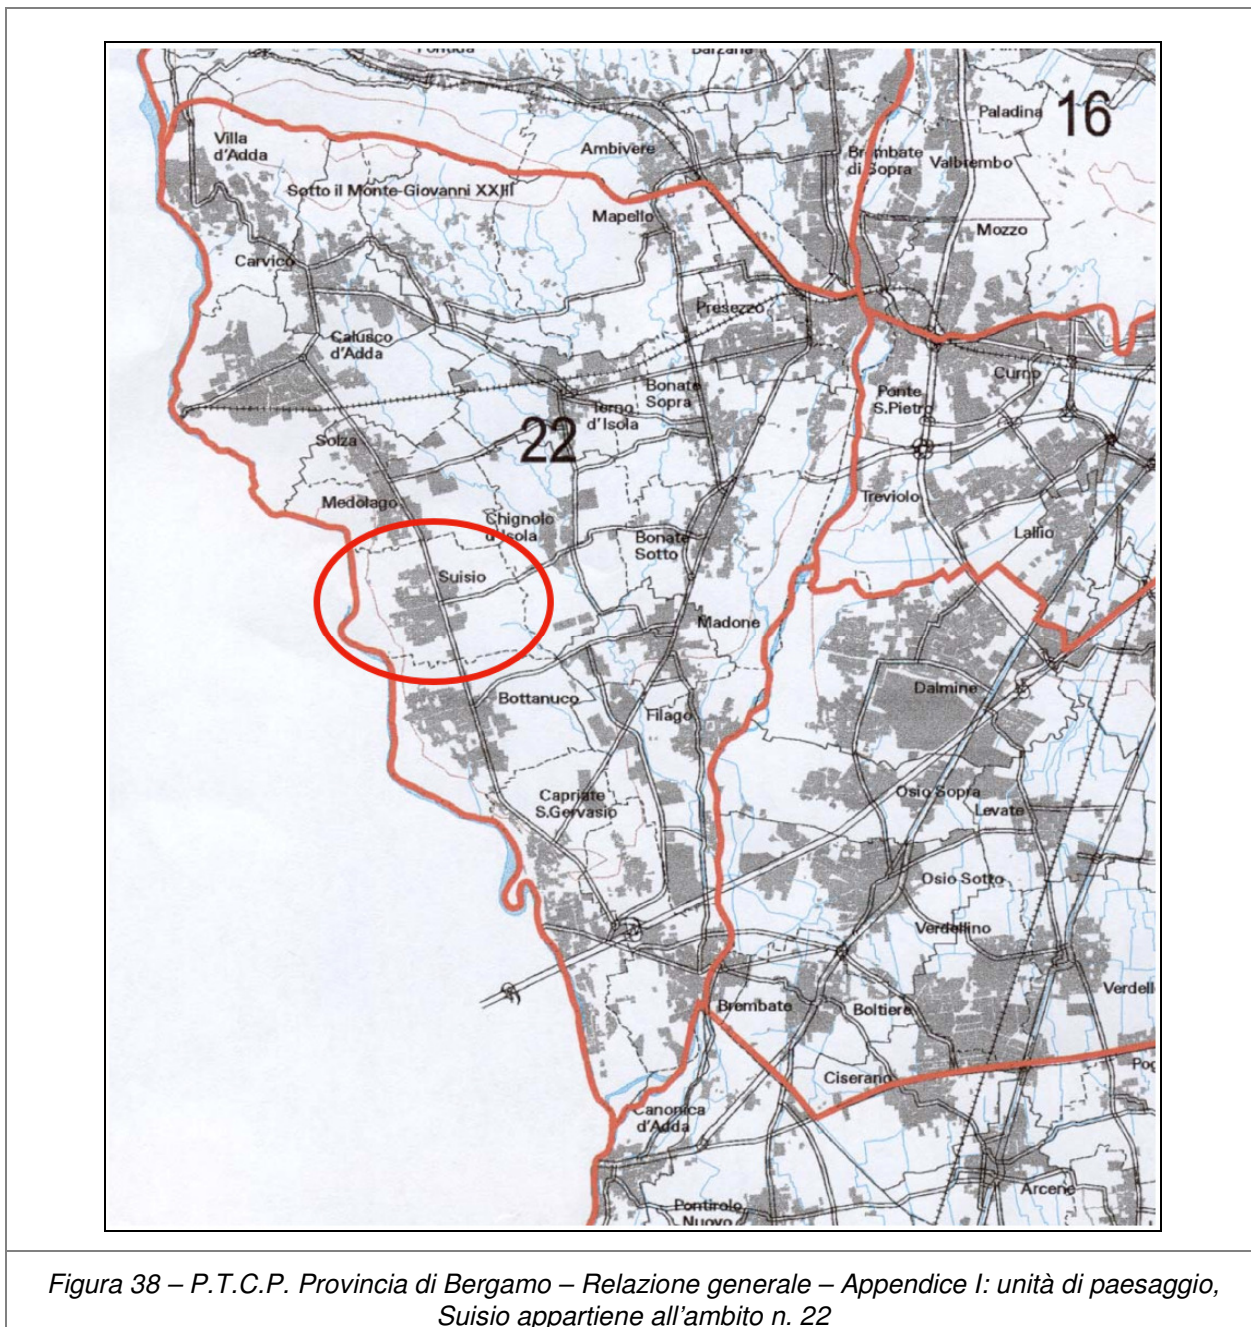 Pontida
Barzana
Paladina
16
Villa
d'Adda
Ambivere
Brembate
di Sopra
Valbrembo
Sotto il Monte-Giovanni XXIII
Mapello
Mozzo
Carvico
Presezzo
Calusco
d'Adda
Curno
Bonate
Sopra
Ponte
S.Pietro
Terno
d'Isola
22
Solza
Medolago
Treviolo
Chignolo
d'Isola
Bonate
Sotto
Lallio
Suisio
Madone
Dalmine
Bottanuco
Filago
Capriate
S.Gervasio
Osio Sopra
Levate
Osio Sotto
Verdellino
Verdell
Brembate
Boltiere
Ciserano
Pog
Canonica
d'Adda
Arcene
Pontirolo
Nuovo
Figura 38 – P.T.C.P. Provincia di Bergamo – Relazione generale – Appendice I: unità di paesaggio,
Suisio appartiene all'ambito n. 22